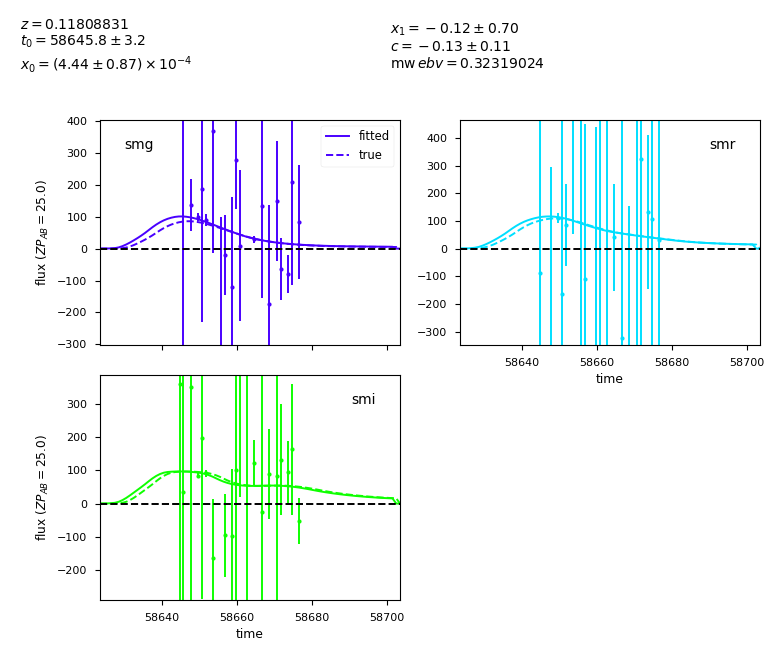 z = 0.11808831
t₀ = 58645.8 ± 3.2
x₀ = (4.44 ± 0.87) × 10⁻⁴
x₁ = −0.12 ± 0.70
c = −0.13 ± 0.11
mw ebv = 0.32319024
smg
fitted
true
400
300
200
100
0
−100
−200
−300
flux (ZP_AB = 25.0)
smr
400
300
200
100
0
−100
−200
−300
58640 58660 58680 58700
time
smi
300
200
100
0
−100
−200
flux (ZP_AB = 25.0)
58640 58660 58680 58700
time